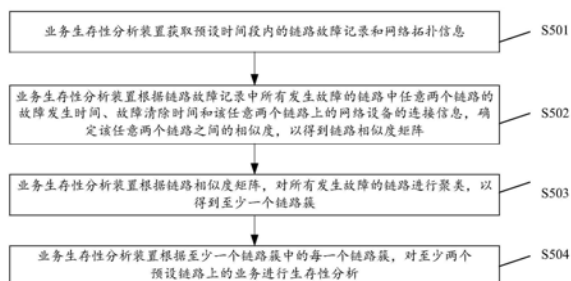 业务生存性分析装置获取预设时间段内的链路故障记录和网络拓扑信息
S501
业务生存性分析装置根据链路故障记录中所有发生故障的链路中任意两个链路的
故障发生时间、故障清除时间和该任意两个链路上的网络设备的连接信息，确
定该任意两个链路之间的相似度，以得到链路相似度矩阵
S502
业务生存性分析装置根据链路相似度矩阵，对所有发生故障的链路进行聚类，以
得到至少一个链路簇
S503
业务生存性分析装置根据至少一个链路簇中的每一个链路簇，对至少两个
预设链路上的业务进行生存性分析
S504